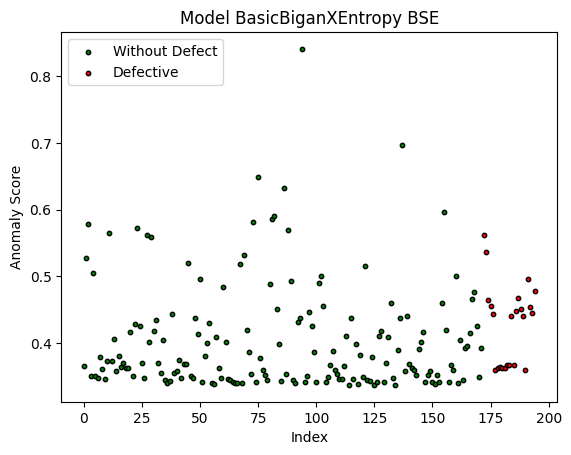 Model BasicBiganXEntropy BSE
Without Defect
Defective
0.8
0.7
0.6
0.5
0.4
Anomaly Score
0 25 50 75 100 125 150 175 200
Index